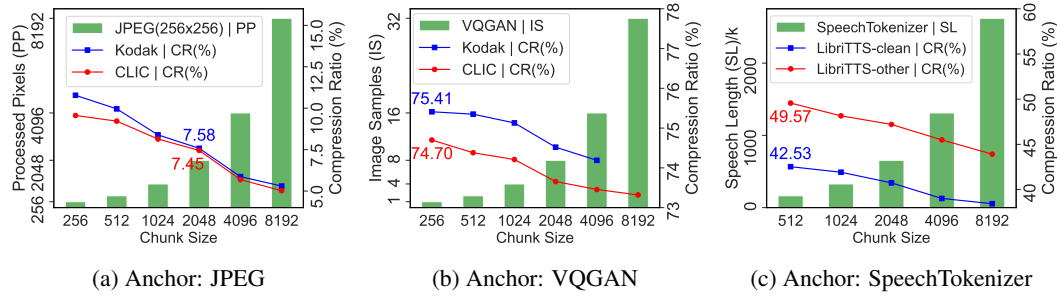 Processed Pixels (PP)
8192
4096
2048
256
JPEG(256x256) | PP
Kodak | CR(%)
CLIC | CR(%)
7.58
7.45
15.0
12.5
10.0
7.5
5.0
Compression Ratio (%)
256 512 1024 2048 4096 8192
Chunk Size
(a) Anchor: JPEG
Image Samples (IS)
32
16
8
4
1
VQGAN | IS
Kodak | CR(%)
CLIC | CR(%)
75.41
74.70
78
77
76
75
74
73
Compression Ratio (%)
256 512 1024 2048 4096 8192
Chunk Size
(b) Anchor: VQGAN
Speech Length (SL)/k
2000
1000
0
SpeechTokenizer | SL
LibriTTS-clean | CR(%)
LibriTTS-other | CR(%)
49.57
42.53
60
50
40
Compression Ratio (%)
512 1024 2048 4096 8192
Chunk Size
(c) Anchor: SpeechTokenizer